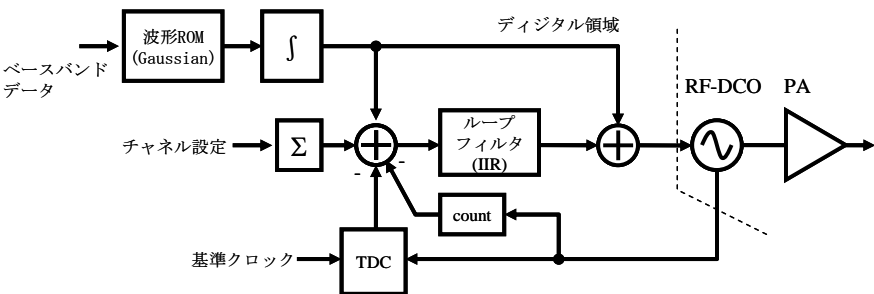 ディジタル領域
波形ROM
(Gaussian)
∫
ベースバンド
データ
RF-DCO
PA
チャネル設定
Σ
+
-
-
ループ
フィルタ
(IIR)
+
count
基準クロック
TDC